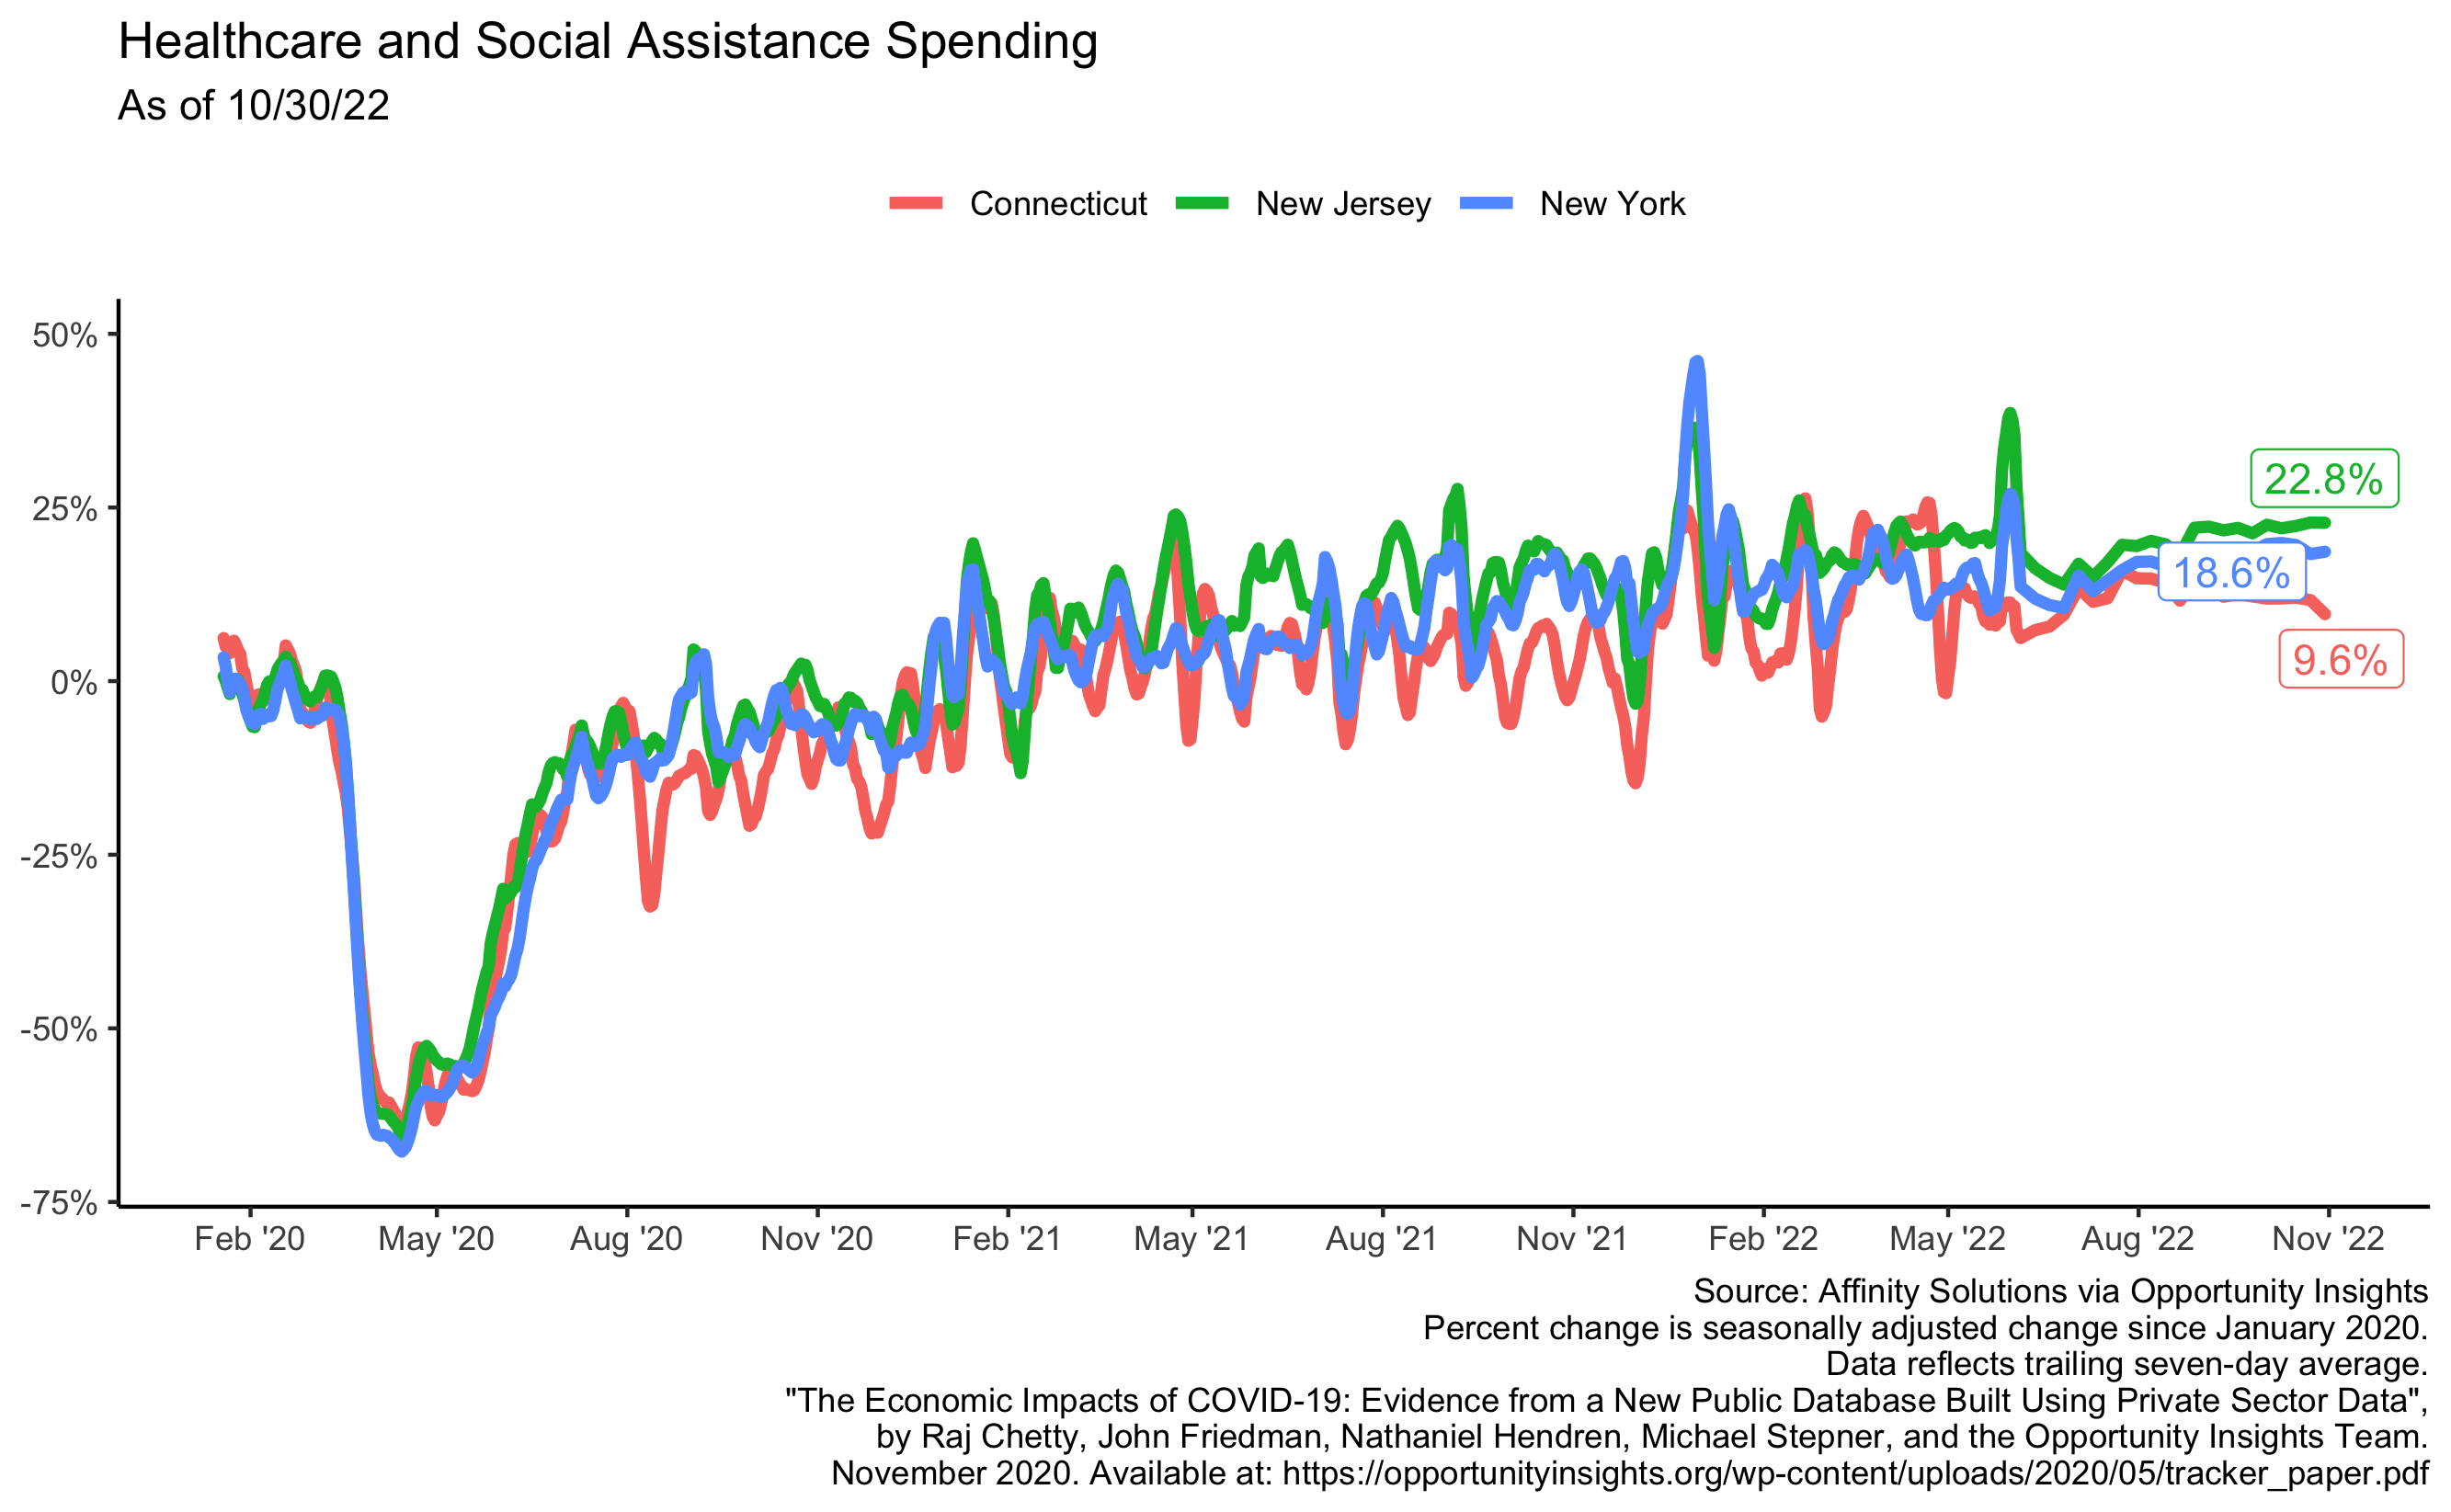 Healthcare and Social Assistance Spending
As of 10/30/22
Connecticut New Jersey New York
50%
25%
0%
-25%
-50%
-75%
22.8%
18.6%
9.6%
Feb '20 May '20 Aug '20 Nov '20 Feb '21 May '21 Aug '21 Nov '21 Feb '22 May '22 Aug '22 Nov '22
Source: Affinity Solutions via Opportunity Insights
Percent change is seasonally adjusted change since January 2020.
Data reflects trailing seven-day average.
"The Economic Impacts of COVID-19: Evidence from a New Public Database Built Using Private Sector Data",
by Raj Chetty, John Friedman, Nathaniel Hendren, Michael Stepner, and the Opportunity Insights Team.
November 2020. Available at: https://opportunityinsights.org/wp-content/uploads/2020/05/tracker_paper.pdf